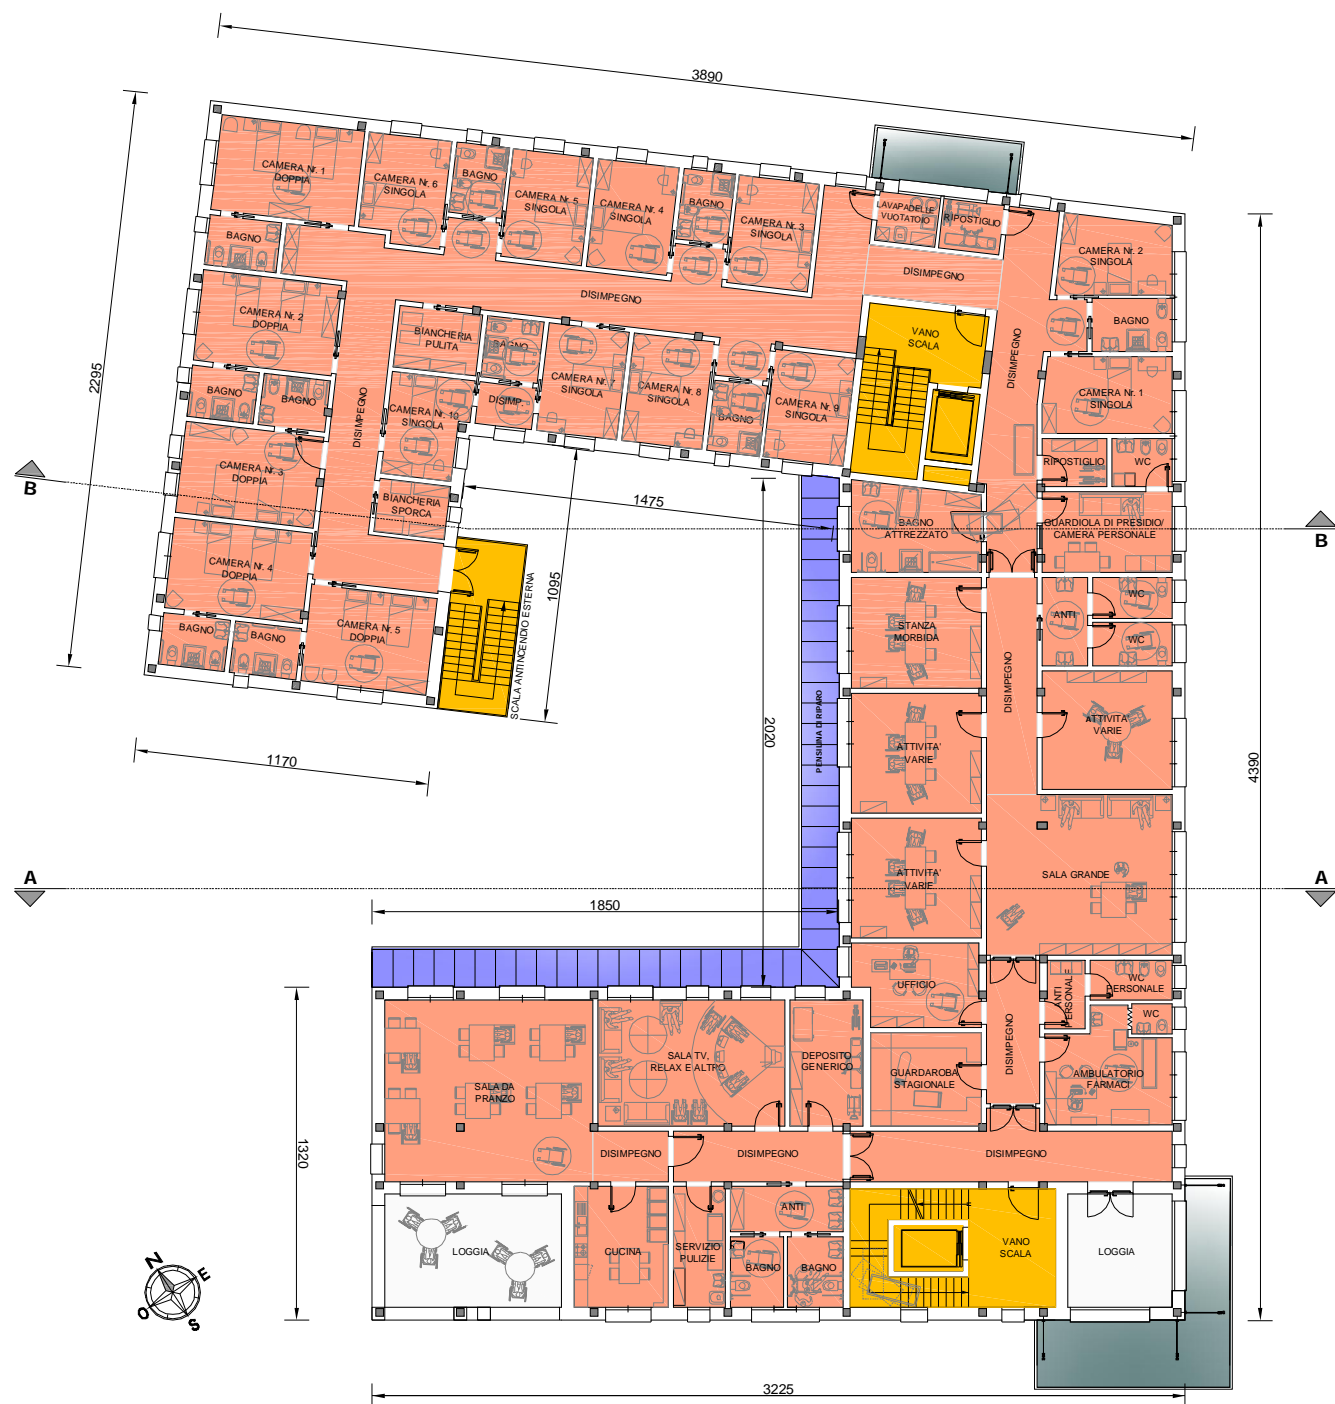 3890
2295
CAMERA Nr. 1
DOPPIA
CAMERA Nr. 6
SINGOLA
BAGNO
CAMERA Nr. 5
SINGOLA
CAMERA Nr. 4
SINGOLA
BAGNO
CAMERA Nr. 3
SINGOLA
LAVAPADELLE
VUOTATOIO
RIPOSTIGLIO
CAMERA Nr. 2
SINGOLA
BAGNO
DISIMPEGNO
DISIMPEGNO
CAMERA Nr. 2
DOPPIA
BIANCHERIA
PULITA
BAGNO
CAMERA Nr. 7
SINGOLA
CAMERA Nr. 8
SINGOLA
BAGNO
CAMERA Nr. 9
SINGOLA
VANO
SCALA
DISIMPEGNO
BAGNO
CAMERA Nr. 1
SINGOLA
BAGNO
BAGNO
DISIMPEGNO
CAMERA Nr. 10
SINGOLA
DISIMP.
CAMERA Nr. 3
DOPPIA
BIANCHERIA
SPORCA
RIPOSTIGLIO
WC
B
1475
BAGNO
ATTREZZATO
GUARDIOLA DI PRESIDIO/
CAMERA PERSONALE
B
CAMERA Nr. 4
DOPPIA
1095
SCALA ANTINCENDIO ESTERNA
CAMERA Nr. 5
DOPPIA
BAGNO
BAGNO
STANZA
MORBIDA
DISIMPEGNO
ANTI
WC
WC
1170
2020
PENSILINA DI RIPARO
ATTIVITA'
VARIE
ATTIVITA'
VARIE
4390
A
ATTIVITA'
VARIE
SALA GRANDE
A
1850
UFFICIO
DISIMPEGNO
ANTI
PERSONALE
WC
PERSONALE
WC
1320
SALA DA
PRANZO
SALA TV,
RELAX E ALTRO
DEPOSITO
GENERICO
GUARDAROBA
STAGIONALE
AMBULATORIO
FARMACI
DISIMPEGNO
DISIMPEGNO
DISIMPEGNO
LOGGIA
CUCINA
SERVIZIO
PULIZIE
ANTI
BAGNO
BAGNO
VANO
SCALA
LOGGIA
N
E
O
S
3225